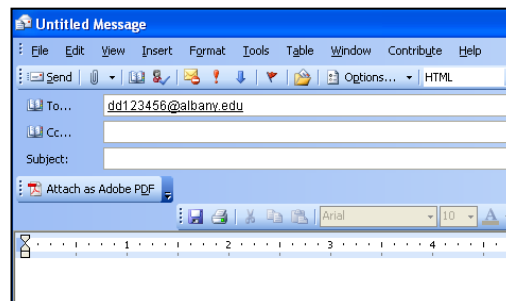 Untitled Message
File Edit View Insert Format Tools Table Window Contribute Help
Send Options... HTML
To... dd123456@albany.edu
Cc...
Subject:
Attach as Adobe PDF
Arial 10 A
1 2 3 4